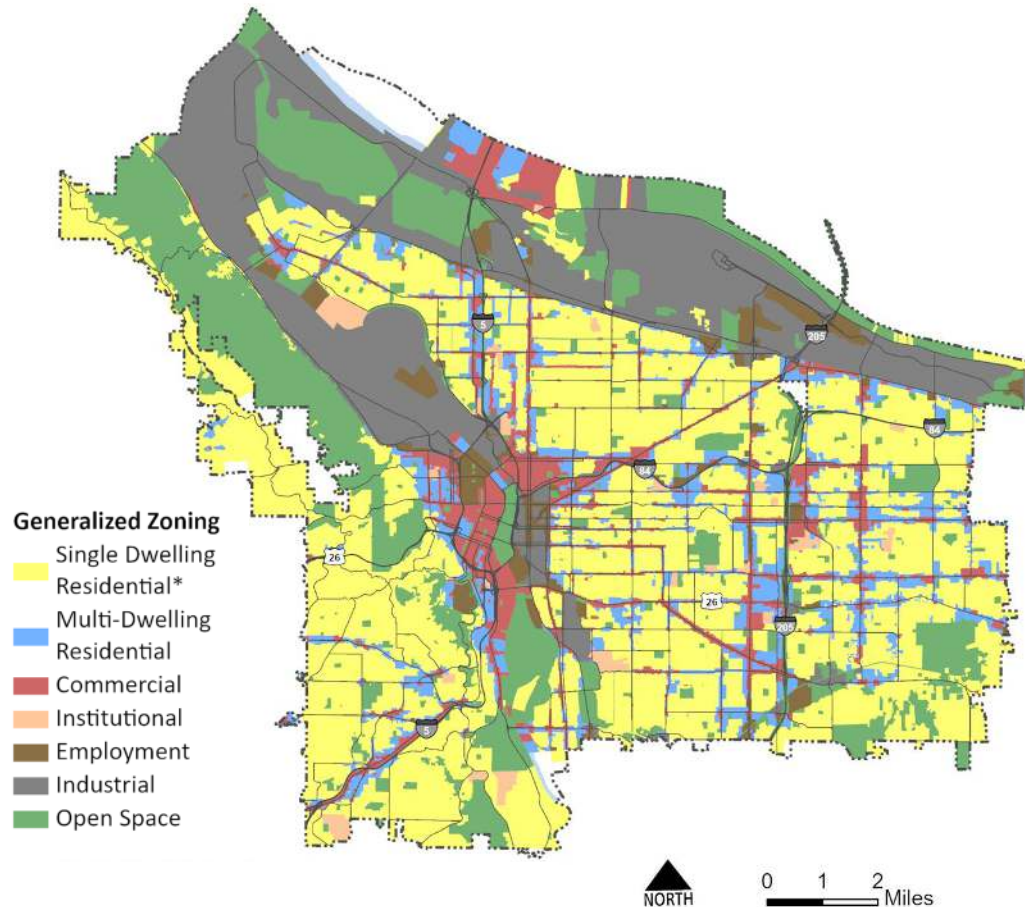 5
205
84
84
Generalized Zoning
Single Dwelling
Residential*
Multi-Dwelling
Residential
Commercial
Institutional
Employment
Industrial
Open Space
26
26
205
5
NORTH
0 1 2
Miles